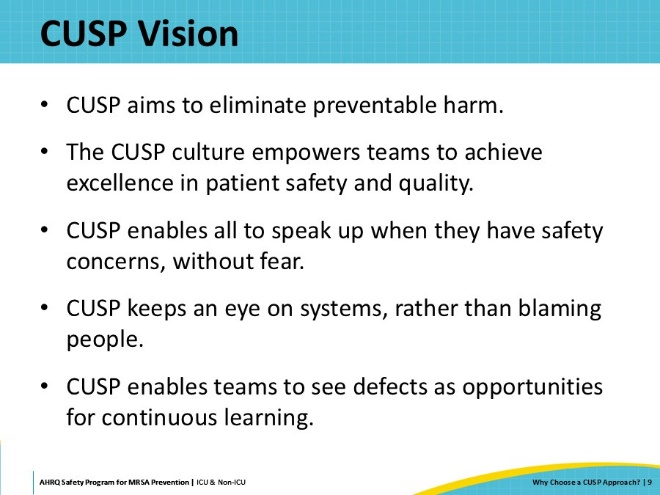 CUSP Vision
• CUSP aims to eliminate preventable harm.
• The CUSP culture empowers teams to achieve
excellence in patient safety and quality.
• CUSP enables all to speak up when they have safety
concerns, without fear.
• CUSP keeps an eye on systems, rather than blaming
people.
• CUSP enables teams to see defects as opportunities
for continuous learning.
AHRQ Safety Program for MRSA Prevention | ICU & Non-ICU
Why Choose a CUSP Approach? | 9